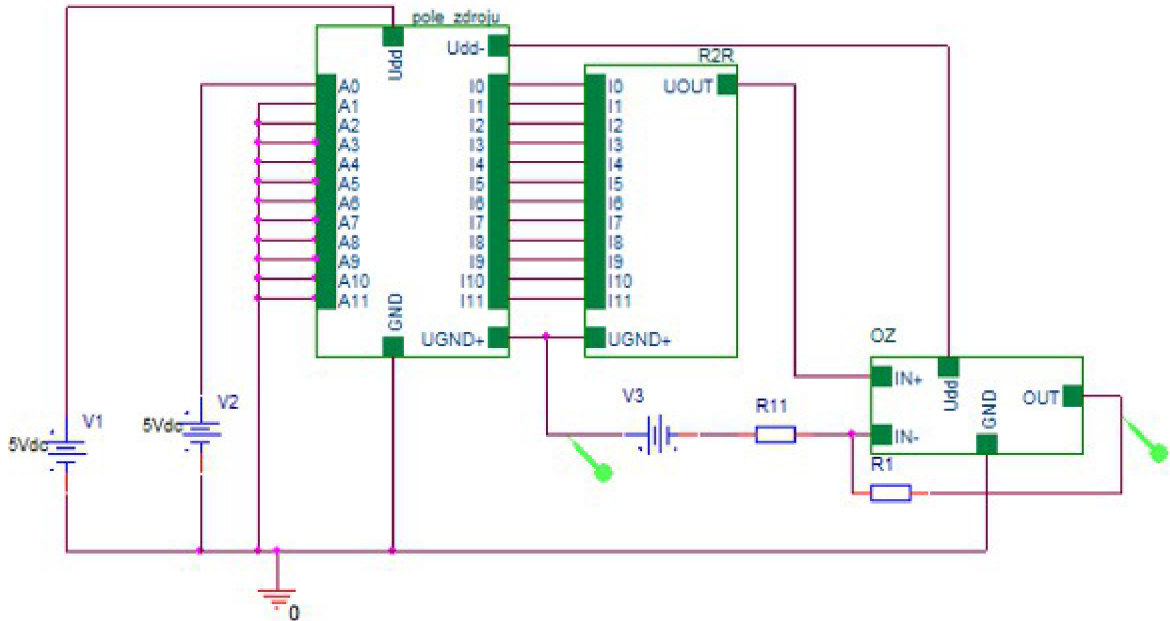 pole_zdroju
Udd
Udd-
A0
A1
A2
A3
A4
A5
A6
A7
A8
A9
A10
A11
I0
I1
I2
I3
I4
I5
I6
I7
I8
I9
I10
I11
GND
UGND+
R2R
I0
I1
I2
I3
I4
I5
I6
I7
I8
I9
I10
I11
UOUT
UGND+
OZ
IN+
IN-
Udd
GND
OUT
V3
R11
R1
V1
5Vdc
V2
5Vdc
0